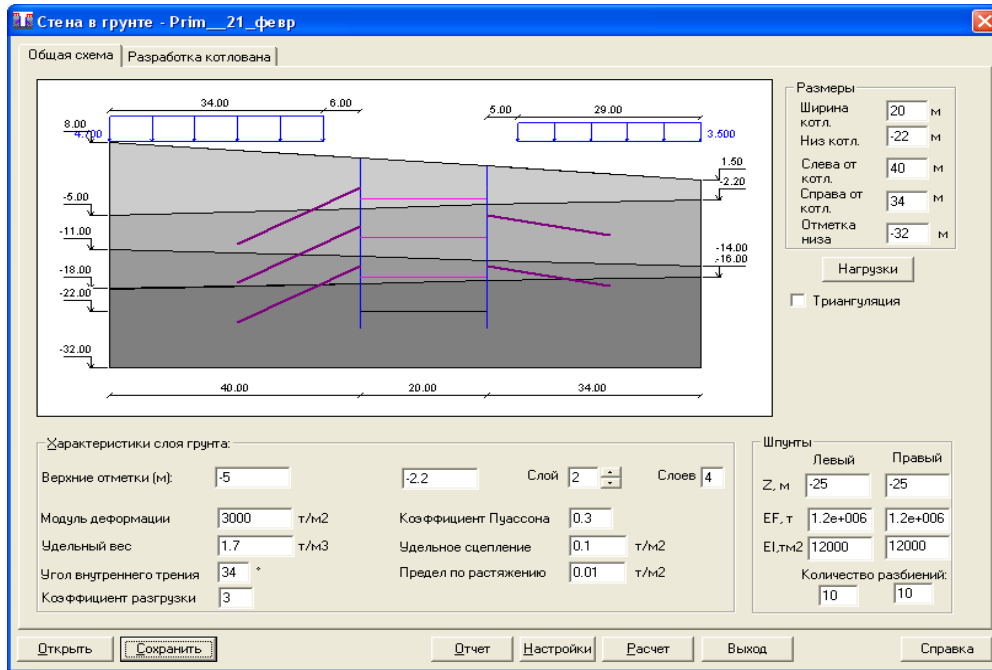 Стена в грунте - Prim__21_февр
Общая схема
Разработка котлована
34.00
6.00
5.00
29.00
8.00
4.700
3.500
1.50
-2.20
-5.00
-11.00
-14.00
-16.00
-18.00
-22.00
-32.00
40.00
20.00
34.00
Размеры
Ширина котл.
20 м
Низ котл.
-22 м
Слева от котл.
40 м
Справа от котл.
34 м
Отметка низа
-32 м
Нагрузки
Триангуляция
Характеристики слоя грунта:
Верхние отметки (м): -5 -2.2 Слой 2 Слоев 4
Модуль деформации 3000 т/м2 Коэффициент Пуассона 0.3
Удельный вес 1.7 т/м3 Удельное сцепление 0.1 т/м2
Угол внутреннего трения 34 ° Предел по растяжению 0.01 т/м2
Коэффициент разгрузки 3
Шпунты
Левый Правый
Z, м -25 -25
EF, т 1.2e+006 1.2e+006
EI,тм2 12000 12000
Количество разбиений:
10 10
Открыть
Сохранить
Отчет
Настройки
Расчет
Выход
Справка